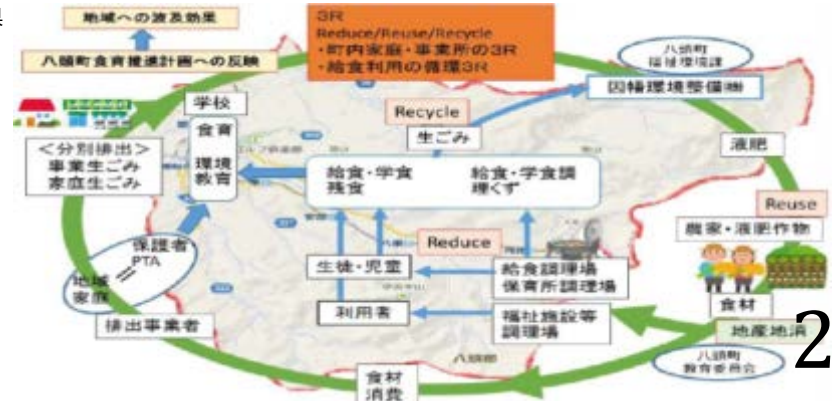 地域への波及効果
八頭町食育推進計画への反映
3R
Reduce/Reuse/Recycle
・町内家庭・事業所の3R
・給食利用の循環3R
八頭町
福祉環境課
因幡環境整備㈱
学校
食育
環境
教育
Recycle
生ごみ
<分別排出>
事業生ごみ
家庭生ごみ
給食・学食
残食
給食・学食調
理くず
液肥
Reuse
農家・液肥作物
保護者
PTA
地域
家庭
Reduce
生徒・児童
給食調理場
保育所調理場
食材
利用者
福祉施設等
調理場
地産地消
排出事業者
八頭町
教育委員会
八頭郡
食材
消費
2